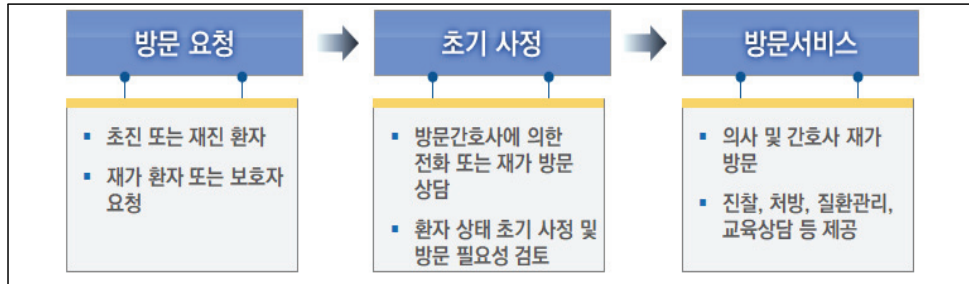 방문 요청
초기 사정
방문서비스
▪ 초진 또는 재진 환자
▪ 재가 환자 또는 보호자
요청
▪ 방문간호사에 의한
전화 또는 재가 방문
상담
▪ 환자 상태 초기 사정 및
방문 필요성 검토
▪ 의사 및 간호사 재가
방문
▪ 진찰, 처방, 질환관리,
교육상담 등 제공